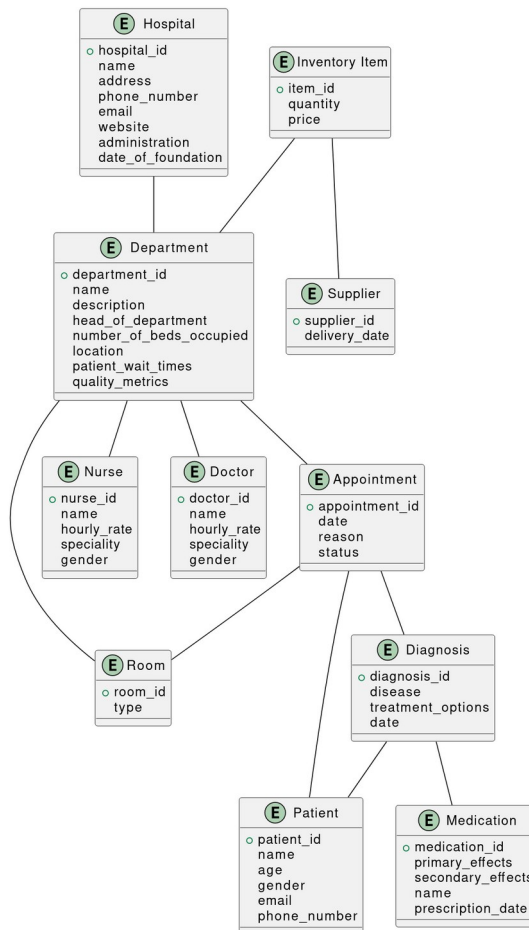 E Hospital
hospital_id
name
address
phone_number
email
website
administration
date_of_foundation
E Inventory Item
item_id
quantity
price
E Department
department_id
name
description
head_of_department
number_of_beds_occupied
location
patient_wait_times
quality_metrics
E Supplier
supplier_id
delivery_date
E Nurse
nurse_id
name
hourly_rate
speciality
gender
E Doctor
doctor_id
name
hourly_rate
speciality
gender
E Appointment
appointment_id
date
reason
status
E Room
room_id
type
E Diagnosis
diagnosis_id
disease
treatment_options
date
E Patient
patient_id
name
age
gender
email
phone_number
E Medication
medication_id
primary_effects
secondary_effects
name
prescription_date